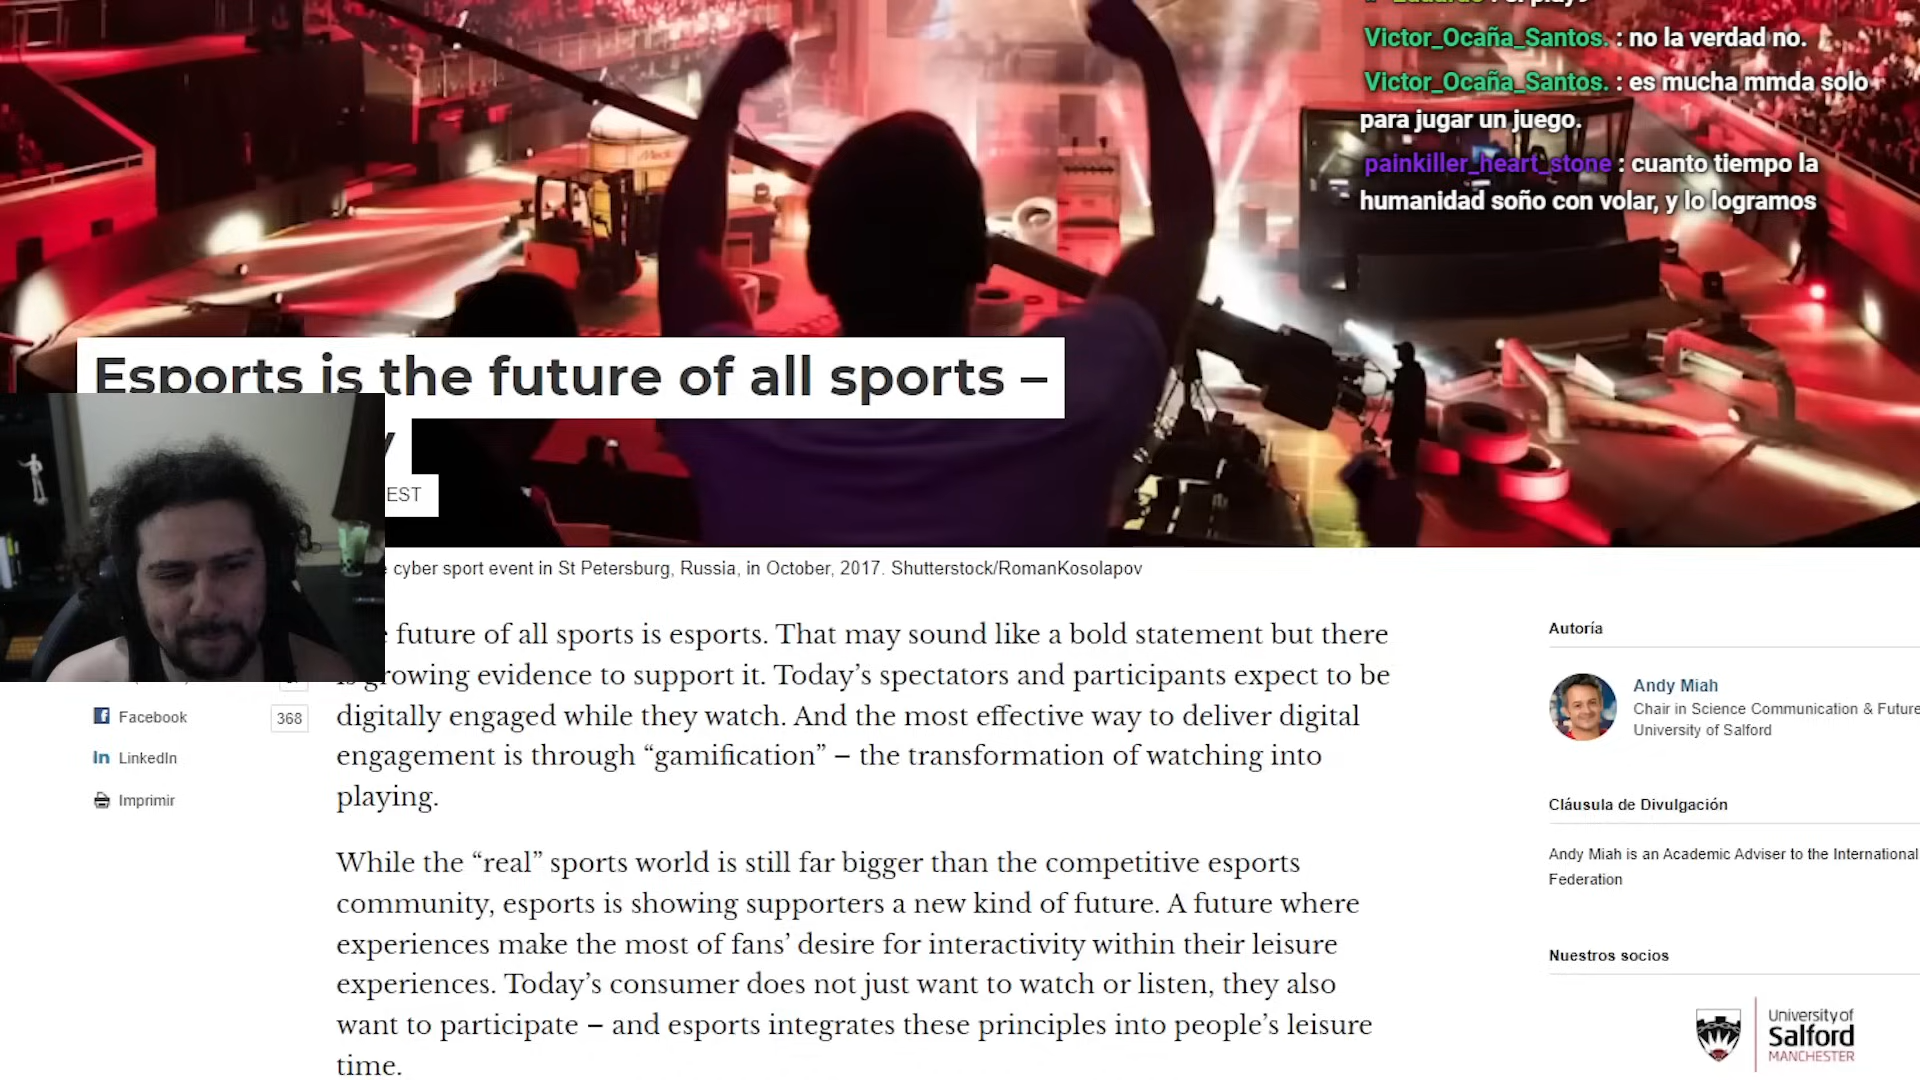 Eduardo : el play5
Victor_Ocaña_Santos. : no la verdad no.
Victor_Ocaña_Santos. : es mucha mmda solo
para jugar un juego.
painkiller_heart_stone : cuanto tiempo la
humanidad soño con volar, y lo logramos
Esports is the future of all sports –
y
EST
cyber sport event in St Petersburg, Russia, in October, 2017. Shutterstock/RomanKosolapov
future of all sports is esports. That may sound like a bold statement but there
is growing evidence to support it. Today’s spectators and participants expect to be
digitally engaged while they watch. And the most effective way to deliver digital
engagement is through “gamification” – the transformation of watching into
playing.
While the “real” sports world is still far bigger than the competitive esports
community, esports is showing supporters a new kind of future. A future where
experiences make the most of fans’ desire for interactivity within their leisure
experiences. Today’s consumer does not just want to watch or listen, they also
want to participate – and esports integrates these principles into people’s leisure
time.
Facebook
368
LinkedIn
Imprimir
Autoría
Andy Miah
Chair in Science Communication & Future
University of Salford
Cláusula de Divulgación
Andy Miah is an Academic Adviser to the International
Federation
Nuestros socios
University of
Salford
MANCHESTER